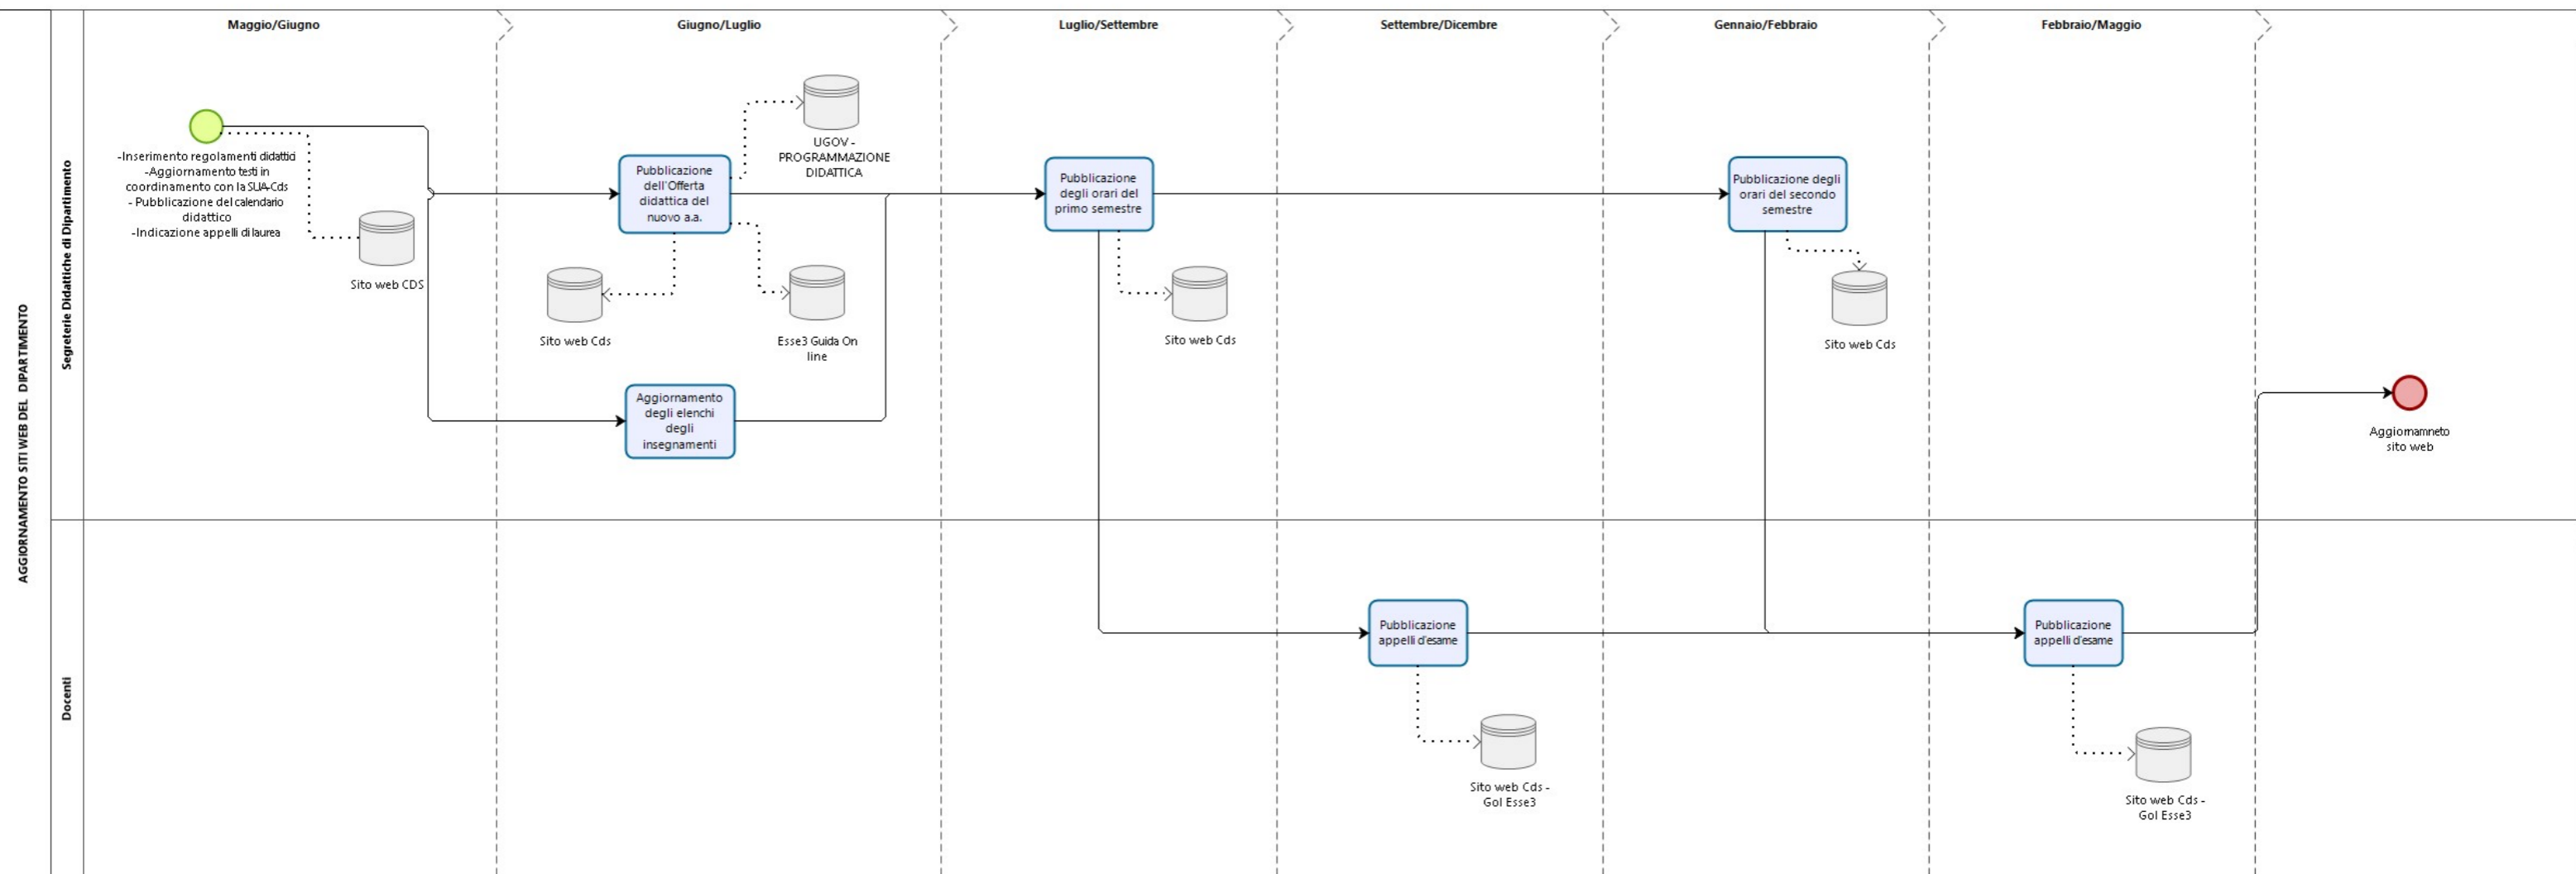 AGGIORNAMENTO SITI WEB DEL DIPARTIMENTO
Segreterie Didattiche di Dipartimento
Docenti
Maggio/Giugno
Giugno/Luglio
Luglio/Settembre
Settembre/Dicembre
Gennaio/Febbraio
Febbraio/Maggio
-Inserimento regolamenti didattici
-Aggiornamento testi in
coordinamento con la SUA-Cds
- Pubblicazione del calendario
didattico
-Indicazione appelli di laurea
Sito web CDS
Pubblicazione
dell'Offerta
didattica del
nuovo a.a.
UGOV -
PROGRAMMAZIONE
DIDATTICA
Sito web Cds
Esse3 Guida On
line
Aggiornamento
degli elenchi
degli
insegnamenti
Pubblicazione
degli orari del
primo semestre
Sito web Cds
Pubblicazione degli
orari del secondo
semestre
Sito web Cds
Aggiornamneto
sito web
Pubblicazione
appelli d'esame
Sito web Cds -
Gol Esse3
Pubblicazione
appelli d'esame
Sito web Cds -
Gol Esse3